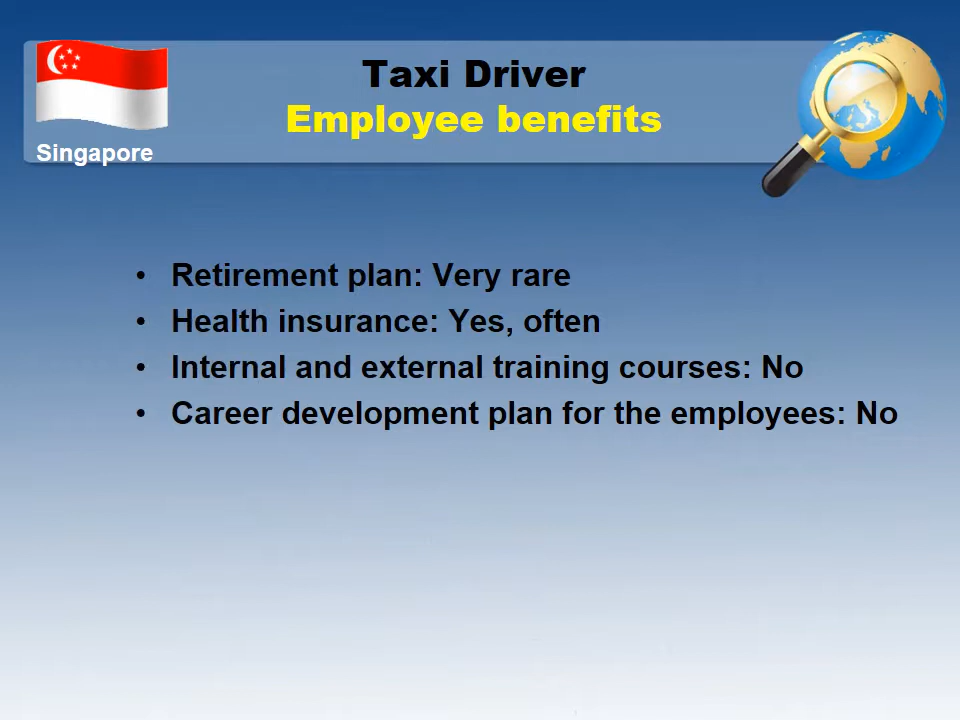 Taxi Driver
Employee benefits
Singapore
• Retirement plan: Very rare
• Health insurance: Yes, often
• Internal and external training courses: No
• Career development plan for the employees: No